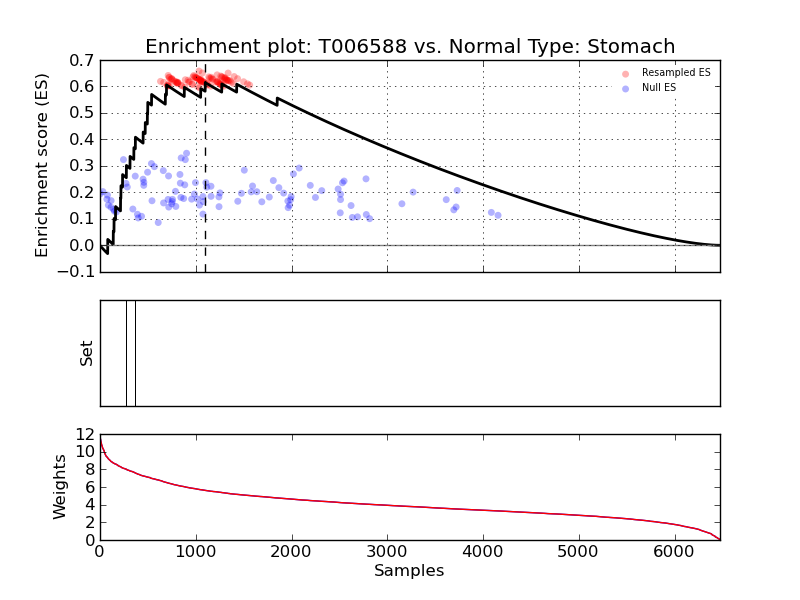 Enrichment plot: T006588 vs. Normal Type: Stomach
0.7
0.6
0.5
0.4
0.3
0.2
0.1
0.0
−0.1
Enrichment score (ES)
Resampled ES
Null ES
Set
12
10
8
6
4
2
0
Weights
0 1000 2000 3000 4000 5000 6000
Samples